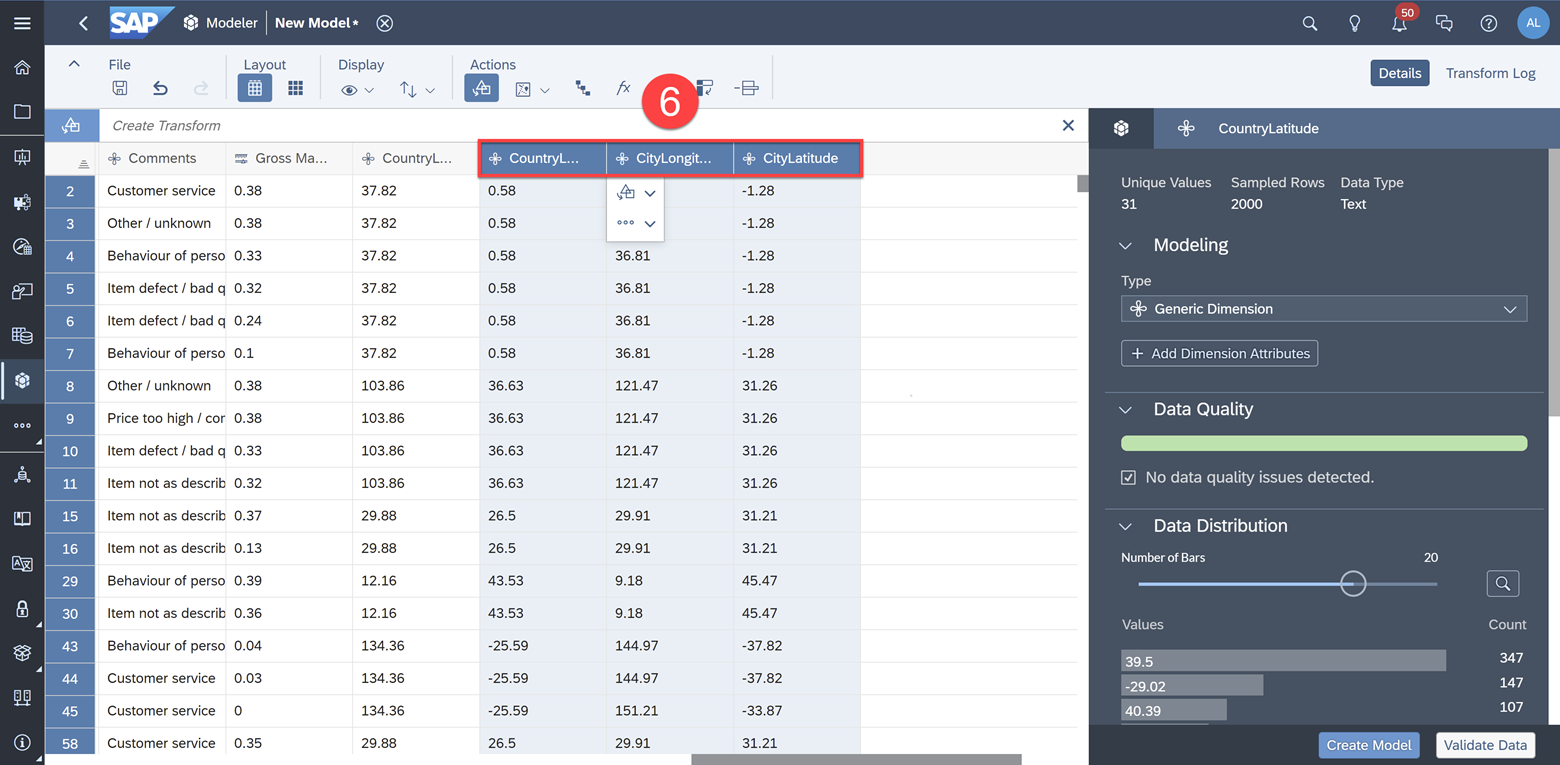 SAP Modeler New Model*
50
AL
File Layout Display Actions
fx
6
Details Transform Log
Create Transform
Comments Gross Ma... CountryL... CountryL... CityLongit... CityLatitude
2 Customer service 0.38 37.82 0.58 -1.28
3 Other / unknown 0.38 37.82 0.58 -1.28
4 Behaviour of perso 0.33 37.82 0.58 36.81 -1.28
5 Item defect / bad q 0.32 37.82 0.58 36.81 -1.28
6 Item defect / bad q 0.24 37.82 0.58 36.81 -1.28
7 Behaviour of perso 0.1 37.82 0.58 36.81 -1.28
8 Other / unknown 0.38 103.86 36.63 121.47 31.26
9 Price too high / cor 0.38 103.86 36.63 121.47 31.26
10 Item defect / bad q 0.33 103.86 36.63 121.47 31.26
11 Item not as describ 0.32 103.86 36.63 121.47 31.26
15 Item not as describ 0.37 29.88 26.5 29.91 31.21
16 Item not as describ 0.13 29.88 26.5 29.91 31.21
29 Behaviour of perso 0.39 12.16 43.53 9.18 45.47
30 Item not as describ 0.36 12.16 43.53 9.18 45.47
43 Behaviour of perso 0.04 134.36 -25.59 144.97 -37.82
44 Customer service 0.03 134.36 -25.59 144.97 -37.82
45 Customer service 0 134.36 -25.59 151.21 -33.87
58 Customer service 0.35 29.88 26.5 29.91 31.21
CountryLatitude
Unique Values Sampled Rows Data Type
31 2000 Text
Modeling
Type
Generic Dimension
+ Add Dimension Attributes
Data Quality
No data quality issues detected.
Data Distribution
Number of Bars 20
Values Count
39.5 347
-29.02 147
40.39 107
Create Model Validate Data